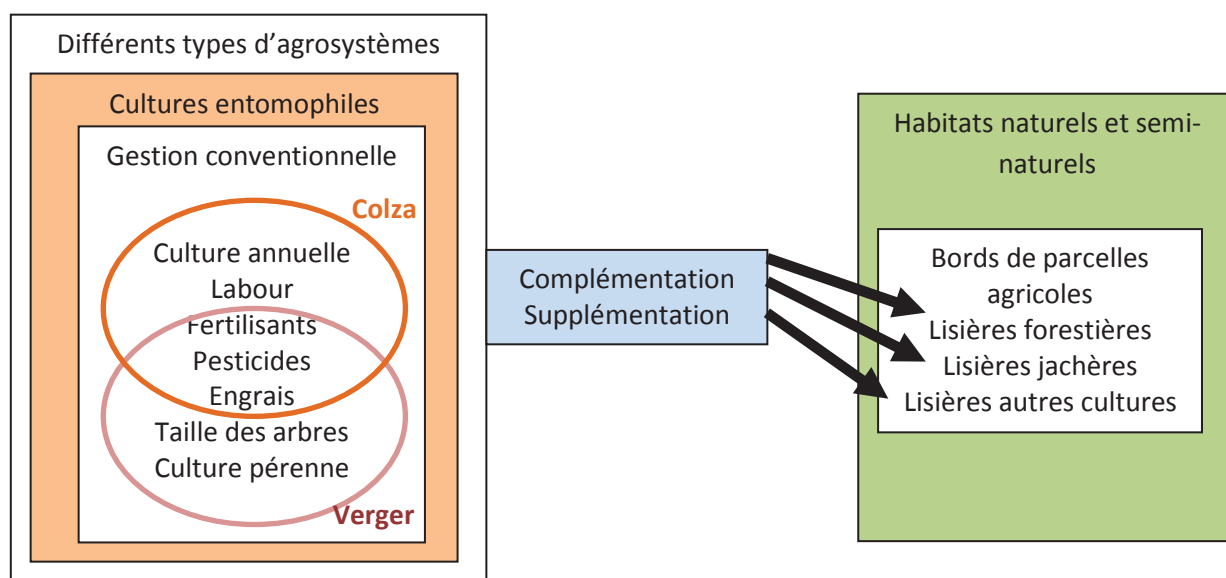 Différents types d’agrosystèmes
Cultures entomophiles
Gestion conventionnelle
Colza
Culture annuelle
Labour
Fertilisants
Pesticides
Engrais
Taille des arbres
Culture pérenne
Verger
Complémentation
Supplémentation
Habitats naturels et semi-
naturels
Bords de parcelles
agricoles
Lisières forestières
Lisières jachères
Lisières autres cultures